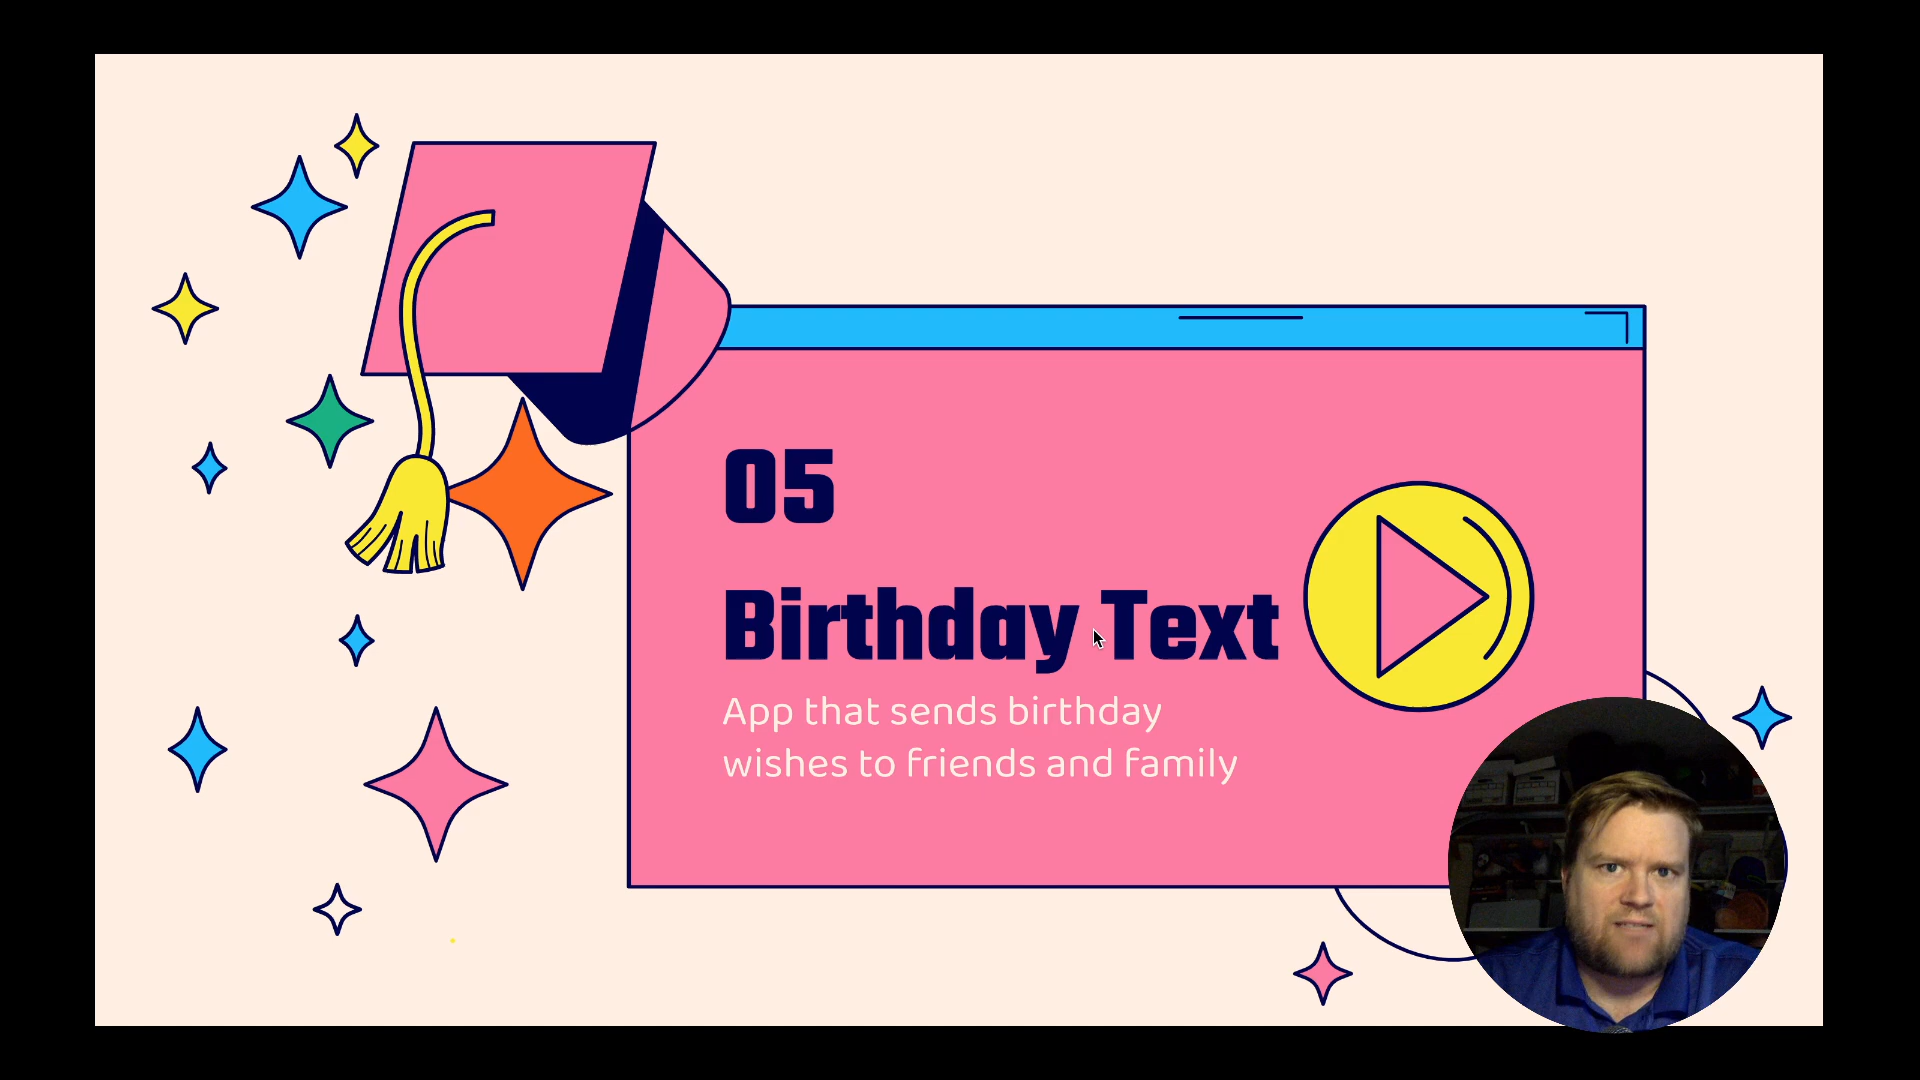 05
Birthday Text
App that sends birthday
wishes to friends and family